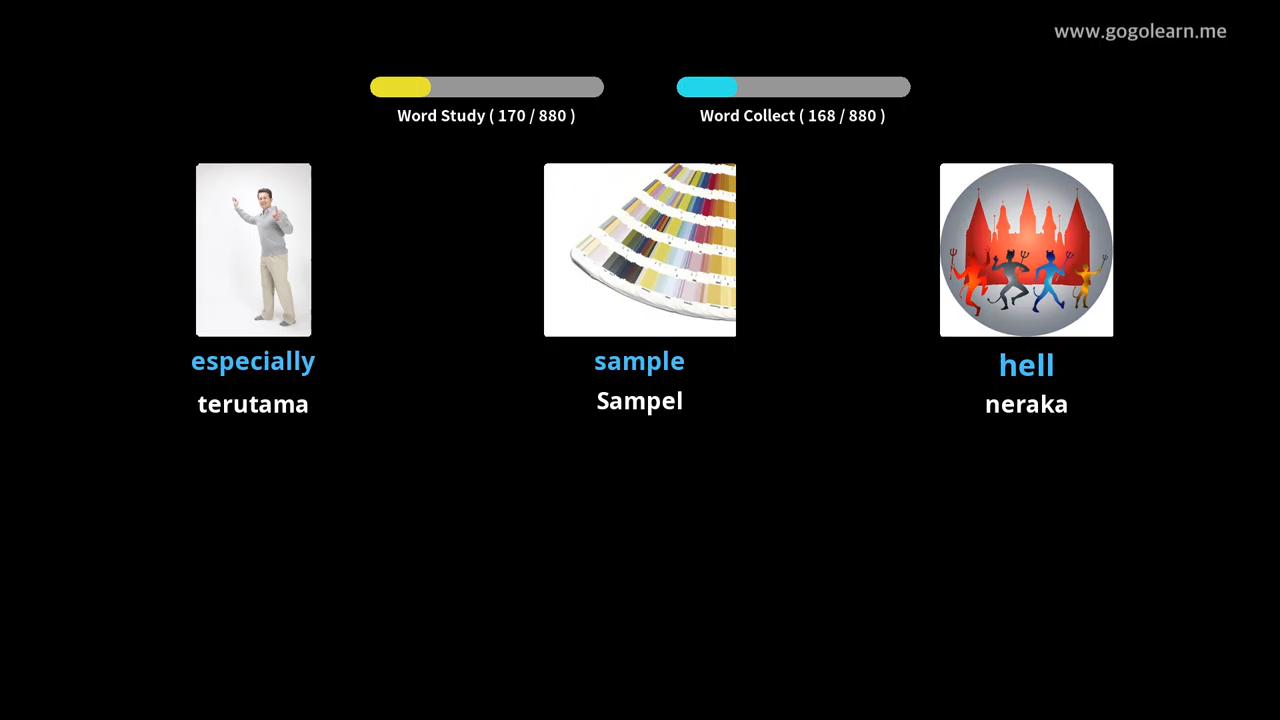 www.gogolearn.me
Word Study ( 170 / 880 )
Word Collect ( 168 / 880 )
especially
terutama
sample
Sampel
hell
neraka